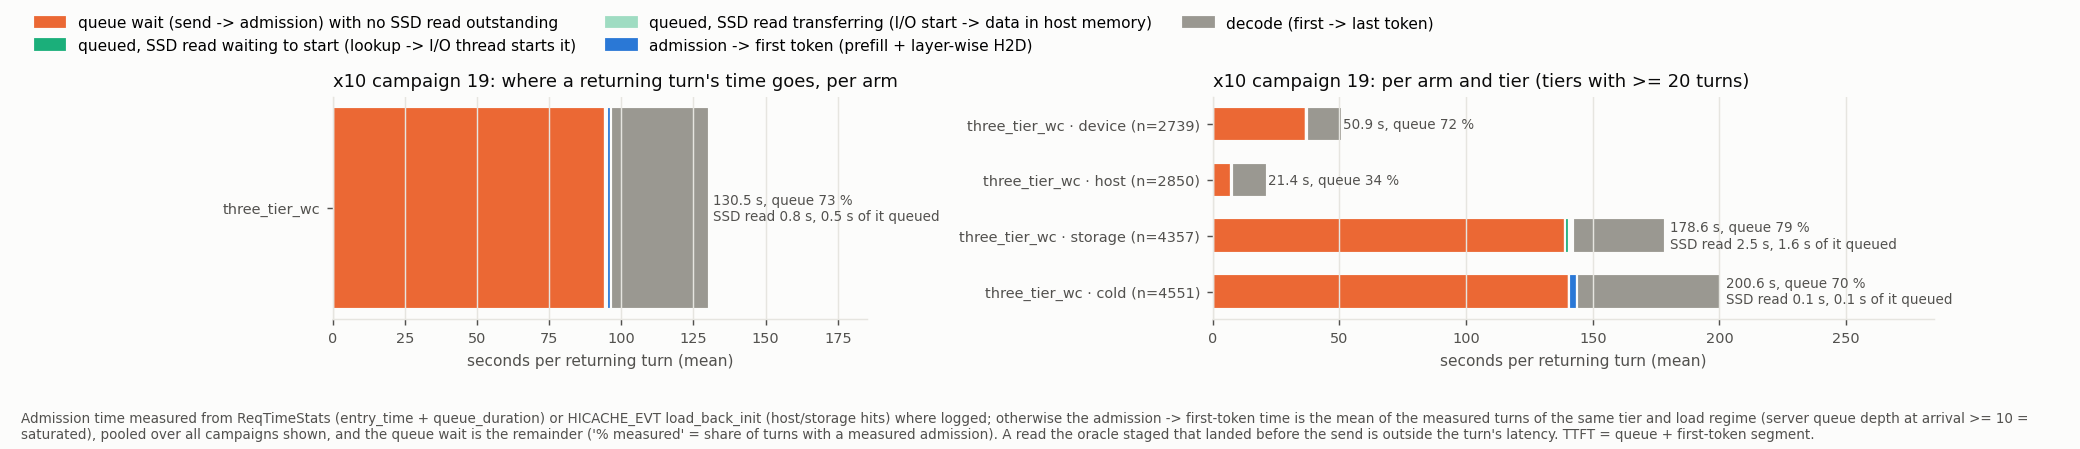 queue wait (send -> admission) with no SSD read outstanding
queued, SSD read waiting to start (lookup -> I/O thread starts it)
queued, SSD read transferring (I/O start -> data in host memory)
admission -> first token (prefill + layer-wise H2D)
decode (first -> last token)
x10 campaign 19: where a returning turn's time goes, per arm
three_tier_wc
130.5 s, queue 73 %
SSD read 0.8 s, 0.5 s of it queued
0 25 50 75 100 125 150 175
seconds per returning turn (mean)
x10 campaign 19: per arm and tier (tiers with >= 20 turns)
three_tier_wc · device (n=2739)
50.9 s, queue 72 %
three_tier_wc · host (n=2850)
21.4 s, queue 34 %
three_tier_wc · storage (n=4357)
178.6 s, queue 79 %
SSD read 2.5 s, 1.6 s of it queued
three_tier_wc · cold (n=4551)
200.6 s, queue 70 %
SSD read 0.1 s, 0.1 s of it queued
0 50 100 150 200 250
seconds per returning turn (mean)
Admission time measured from ReqTimeStats (entry_time + queue_duration) or HICACHE_EVT load_back_init (host/storage hits) where logged; otherwise the admission -> first-token time is the mean of the measured turns of the same tier and load regime (server queue depth at arrival >= 10 =
saturated), pooled over all campaigns shown, and the queue wait is the remainder ('% measured' = share of turns with a measured admission). A read the oracle staged that landed before the send is outside the turn's latency. TTFT = queue + first-token segment.